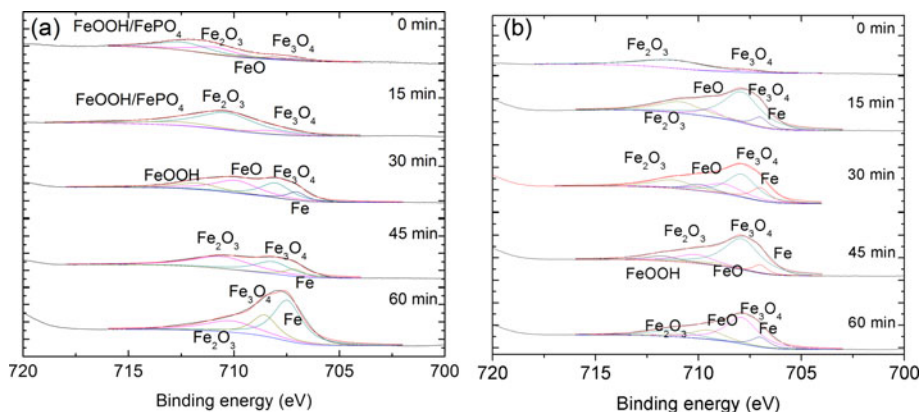 (a)
FeOOH/FePO₄
Fe₂O₃
Fe₃O₄
0 min
FeO
15 min
FeOOH/FePO₄
Fe₂O₃
Fe₃O₄
30 min
FeOOH
FeO
Fe₃O₄
Fe
45 min
Fe₂O₃
Fe₃O₄
Fe
60 min
Fe₃O₄
Fe
Fe₂O₃
720 715 710 705 700
Binding energy (eV)
(b)
0 min
Fe₂O₃
Fe₃O₄
15 min
FeO
Fe₃O₄
Fe
Fe₂O₃
30 min
Fe₂O₃
FeO
Fe₃O₄
Fe
45 min
Fe₂O₃
Fe₃O₄
Fe
FeOOH
FeO
60 min
Fe₂O₃
FeO
Fe₃O₄
Fe
720 715 710 705 700
Binding energy (eV)